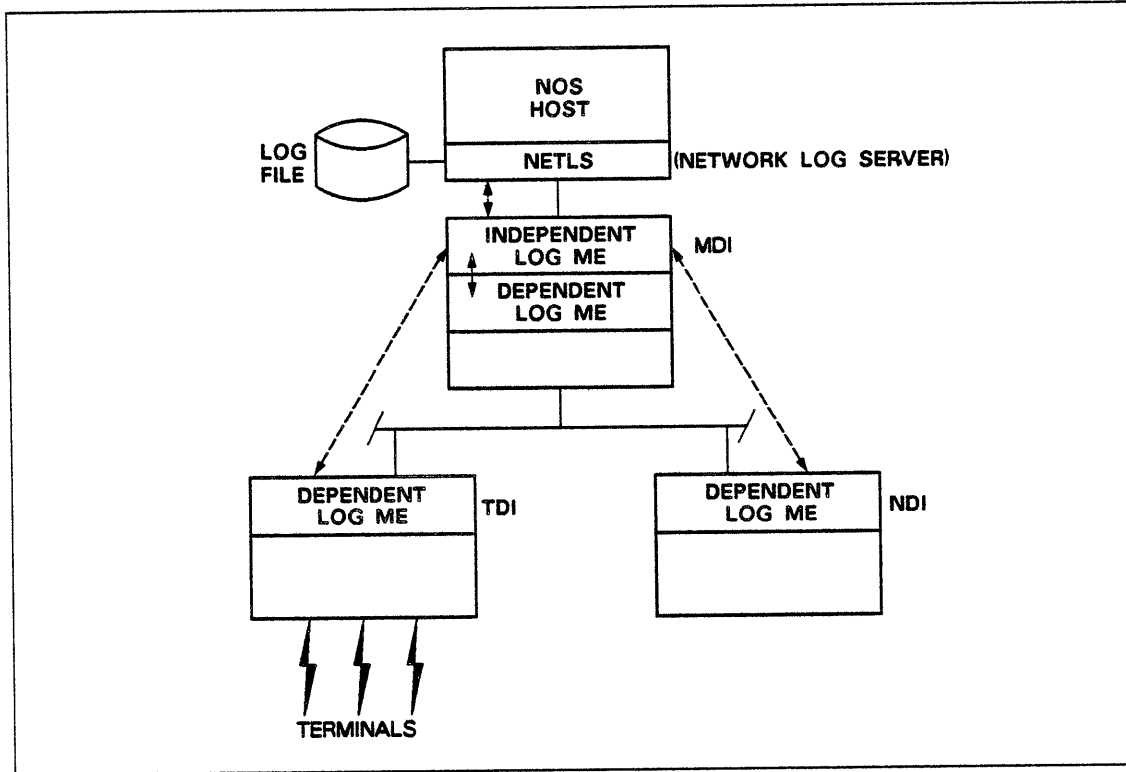 NOS
HOST
LOG
FILE
NETLS
(NETWORK LOG SERVER)
INDEPENDENT
LOG ME
MDI
DEPENDENT
LOG ME
DEPENDENT
LOG ME
TDI
DEPENDENT
LOG ME
NDI
TERMINALS